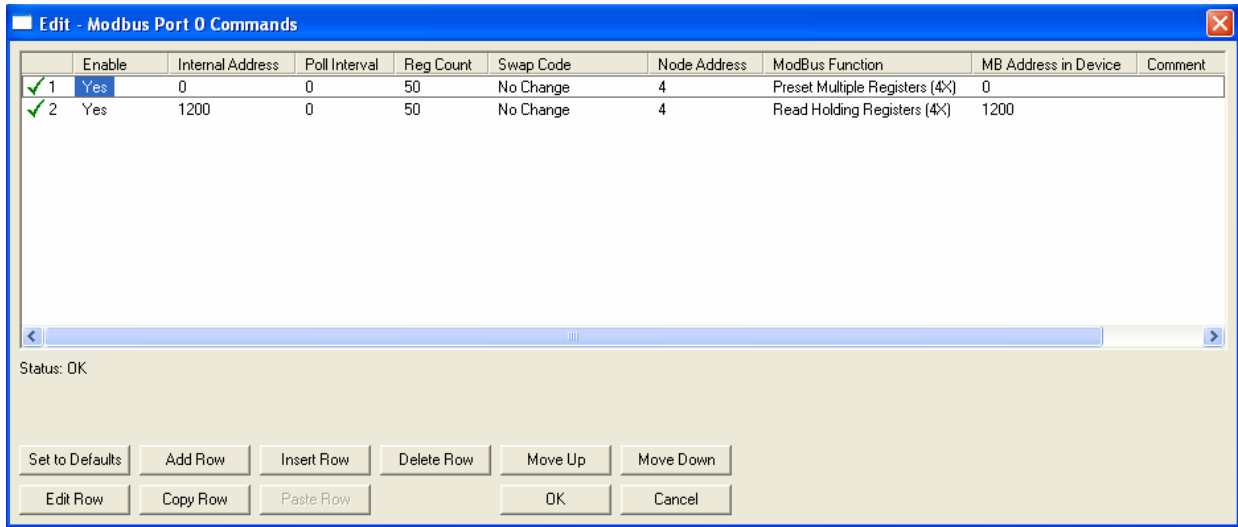 Edit - Modbus Port 0 Commands
Enable Internal Address Poll Interval Reg Count Swap Code Node Address ModBus Function MB Address in Device Comment
1 Yes 0 0 50 No Change 4 Preset Multiple Registers (4X) 0
2 Yes 1200 0 50 No Change 4 Read Holding Registers (4X) 1200
Status: OK
Set to Defaults Add Row Insert Row Delete Row Move Up Move Down
Edit Row Copy Row Paste Row OK Cancel